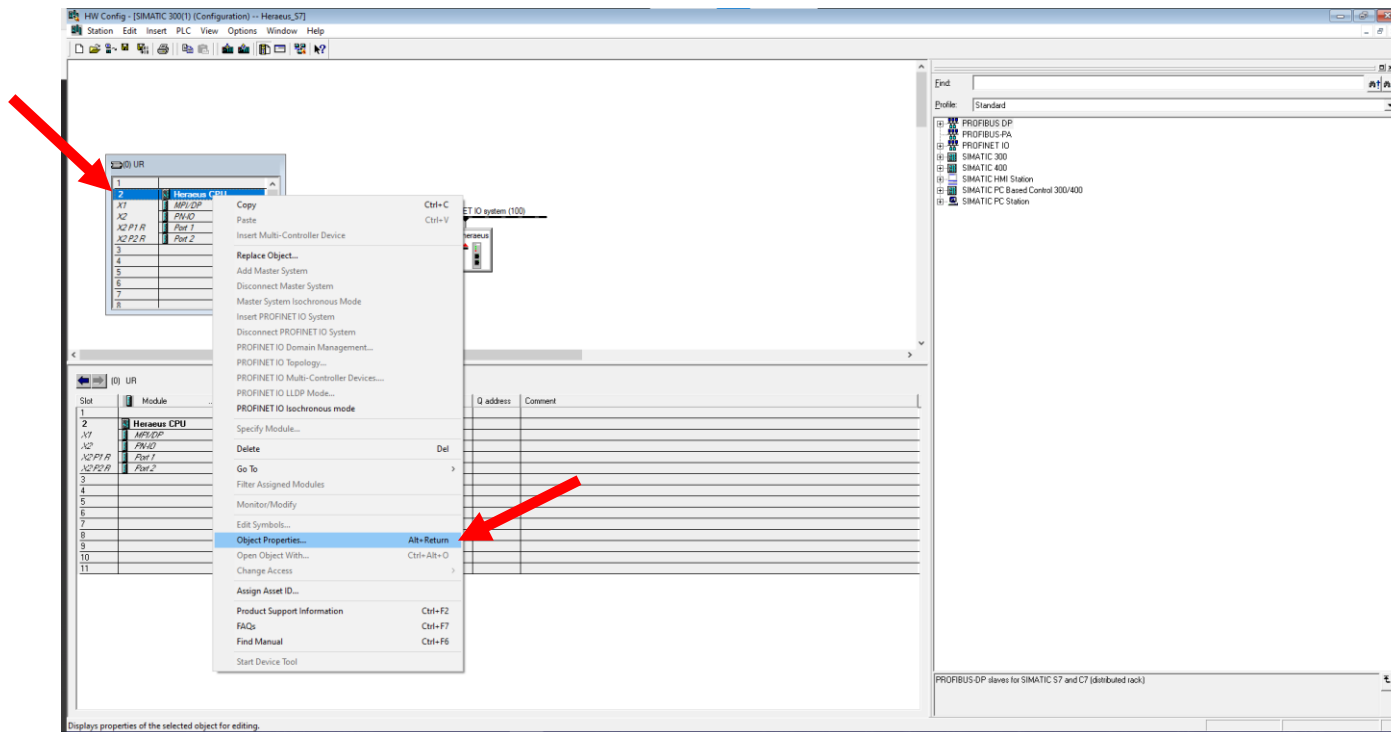 HW Config - [SIMATIC 300(1) (Configuration) -- Heraeus_S7]
Station Edit Insert PLC View Options Window Help
Find:
Profile: Standard
PROFIBUS DP
PROFIBUS-PA
PROFINET IO
SIMATIC 300
SIMATIC 400
SIMATIC HMI Station
SIMATIC PC Based Control 300/400
SIMATIC PC Station
(0) UR
1
2 Heraeus CPU
X1 MPI/DP
X2 PN-IO
X2 P1 R Port 1
X2 P2 R Port 2
3
4
5
6
7
8
ET IO system (100)
eraeus
Copy Ctrl+C
Paste Ctrl+V
Insert Multi-Controller Device
Replace Object...
Add Master System
Disconnect Master System
Master System Isochronous Mode
Insert PROFINET IO System
Disconnect PROFINET IO System
PROFINET IO Domain Management...
PROFINET IO Topology...
PROFINET IO Multi-Controller Devices....
PROFINET IO LLDP Mode...
PROFINET IO Isochronous mode
Specify Module...
Delete Del
Go To >
Filter Assigned Modules
Monitor/Modify
Edit Symbols...
Object Properties... Alt+Return
Open Object With... Ctrl+Alt+O
Change Access >
Assign Asset ID...
Product Support Information Ctrl+F2
FAQs Ctrl+F7
Find Manual Ctrl+F6
Start Device Tool
(0) UR
Slot Module ... Q address Comment
1
2 Heraeus CPU
X1 MPI/DP
X2 PN-IO
X2 P1 R Port 1
X2 P2 R Port 2
3
4
5
6
7
8
9
10
11
PROFIBUS-DP slaves for SIMATIC S7 and C7 (distributed rack)
Displays properties of the selected object for editing.